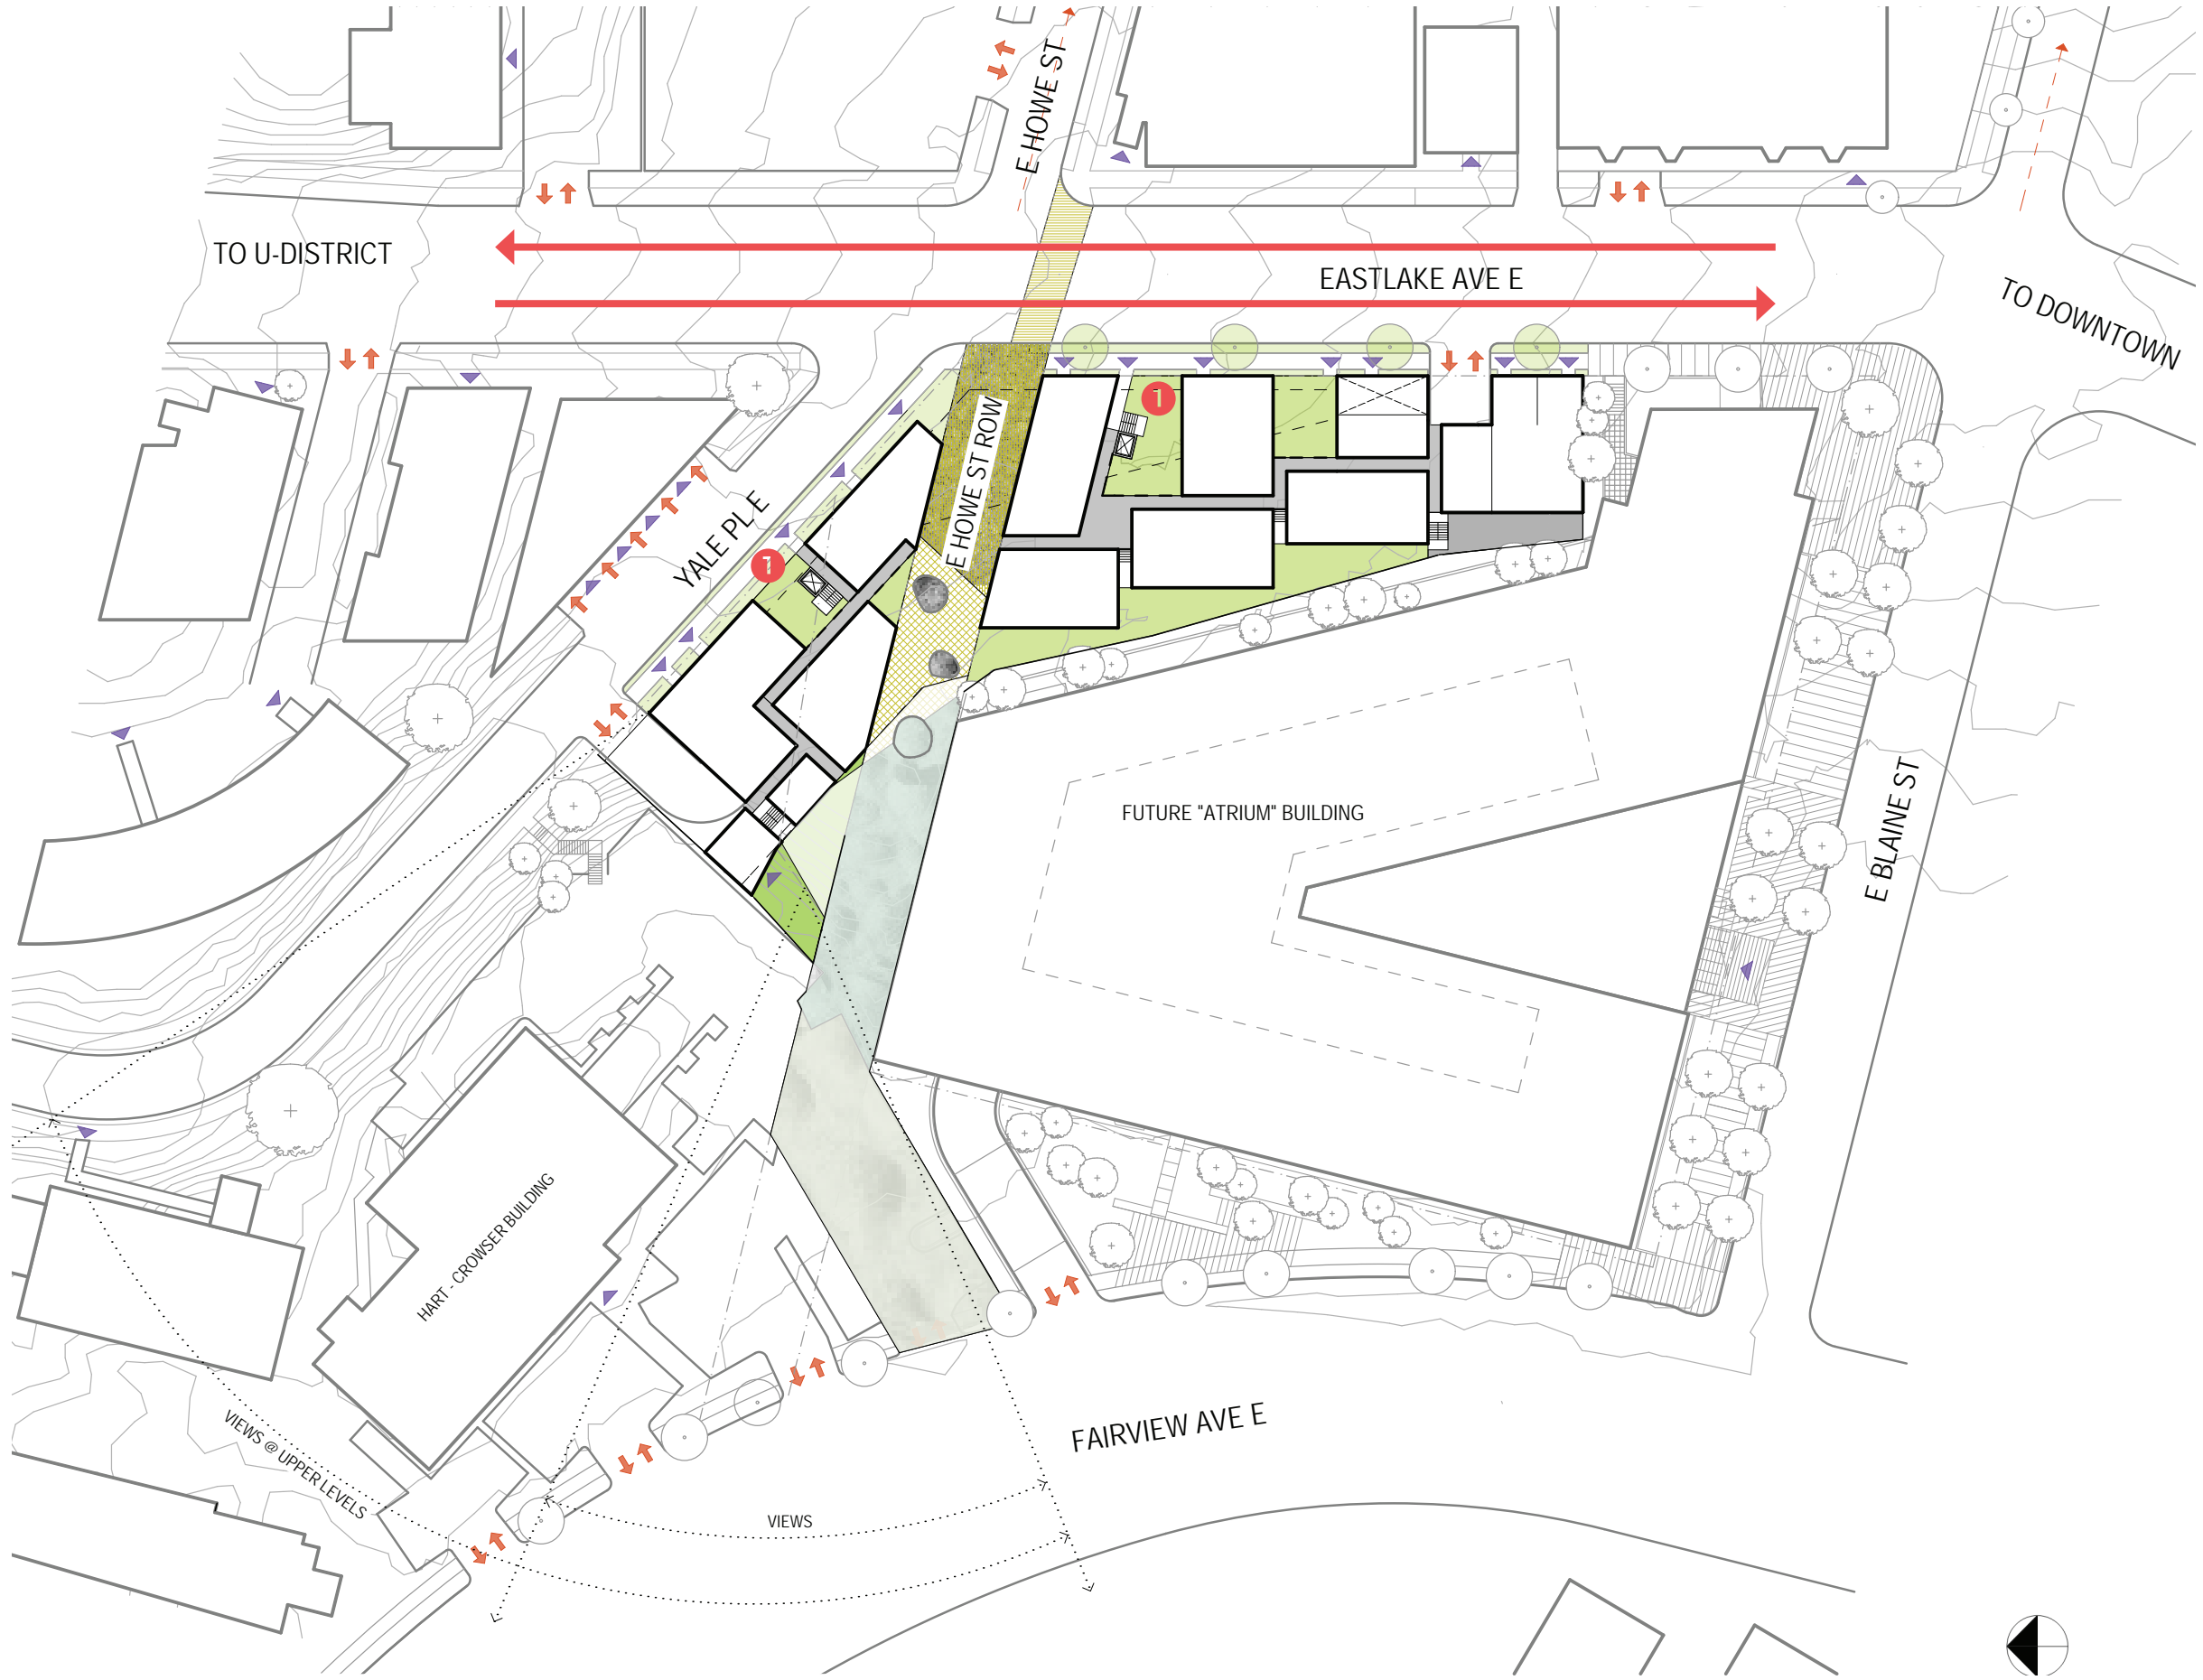 E HOWE ST
TO U-DISTRICT
EASTLAKE AVE E
TO DOWNTOWN
1
E HOWE ST ROW
YALE PL E
1
FUTURE "ATRIUM" BUILDING
E BLAINE ST
HART - CROWSER BUILDING
VIEWS @ UPPER LEVELS
FAIRVIEW AVE E
VIEWS